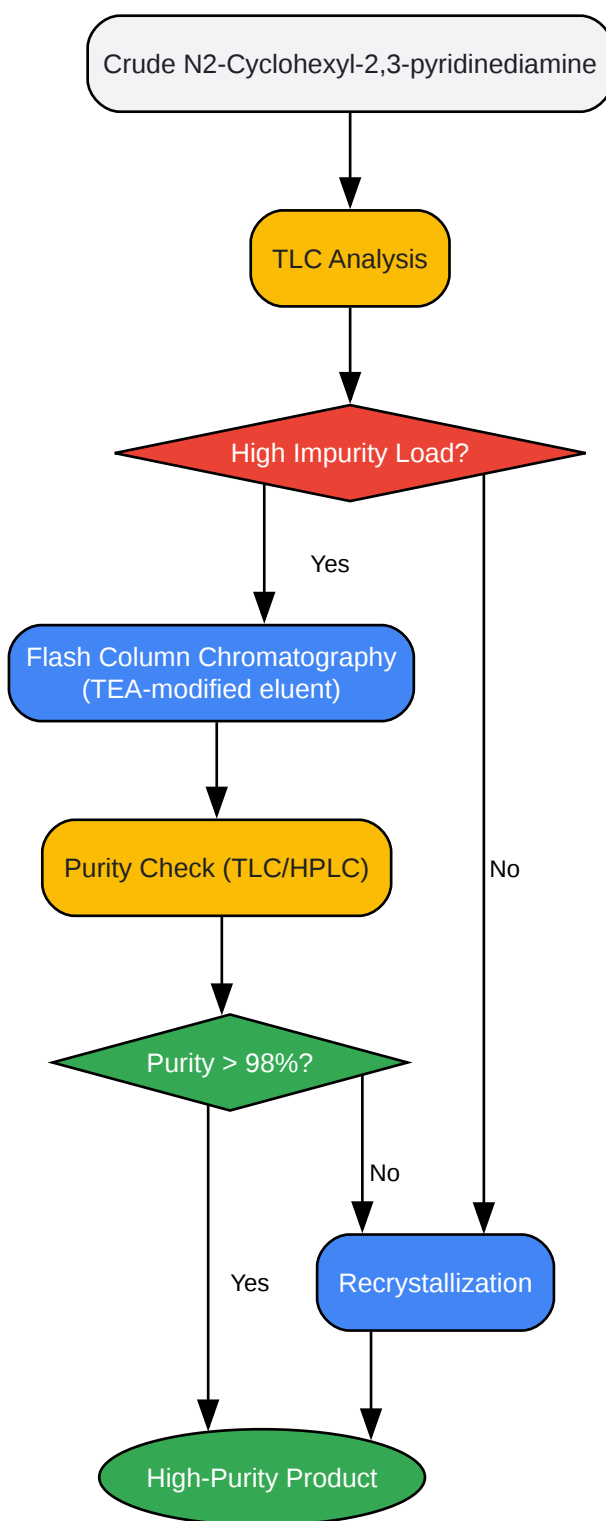 Crude N2-Cyclohexyl-2,3-pyridinediamine
TLC Analysis
High Impurity Load?
Yes
Flash Column Chromatography
(TEA-modified eluent)
Purity Check (TLC/HPLC)
No
Purity > 98%?
No
Yes
Recrystallization
High-Purity Product